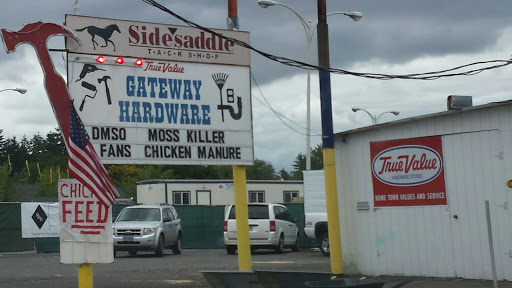 Sidesaddle
TACK SHOP
True Value
GATEWAY
HARDWARE
DMSO MOSS KILLER
FANS CHICKEN MANURE
CHICK
FEED
True Value
HARDWARE STORES
HOME TOWN VALUES AND SERVICE